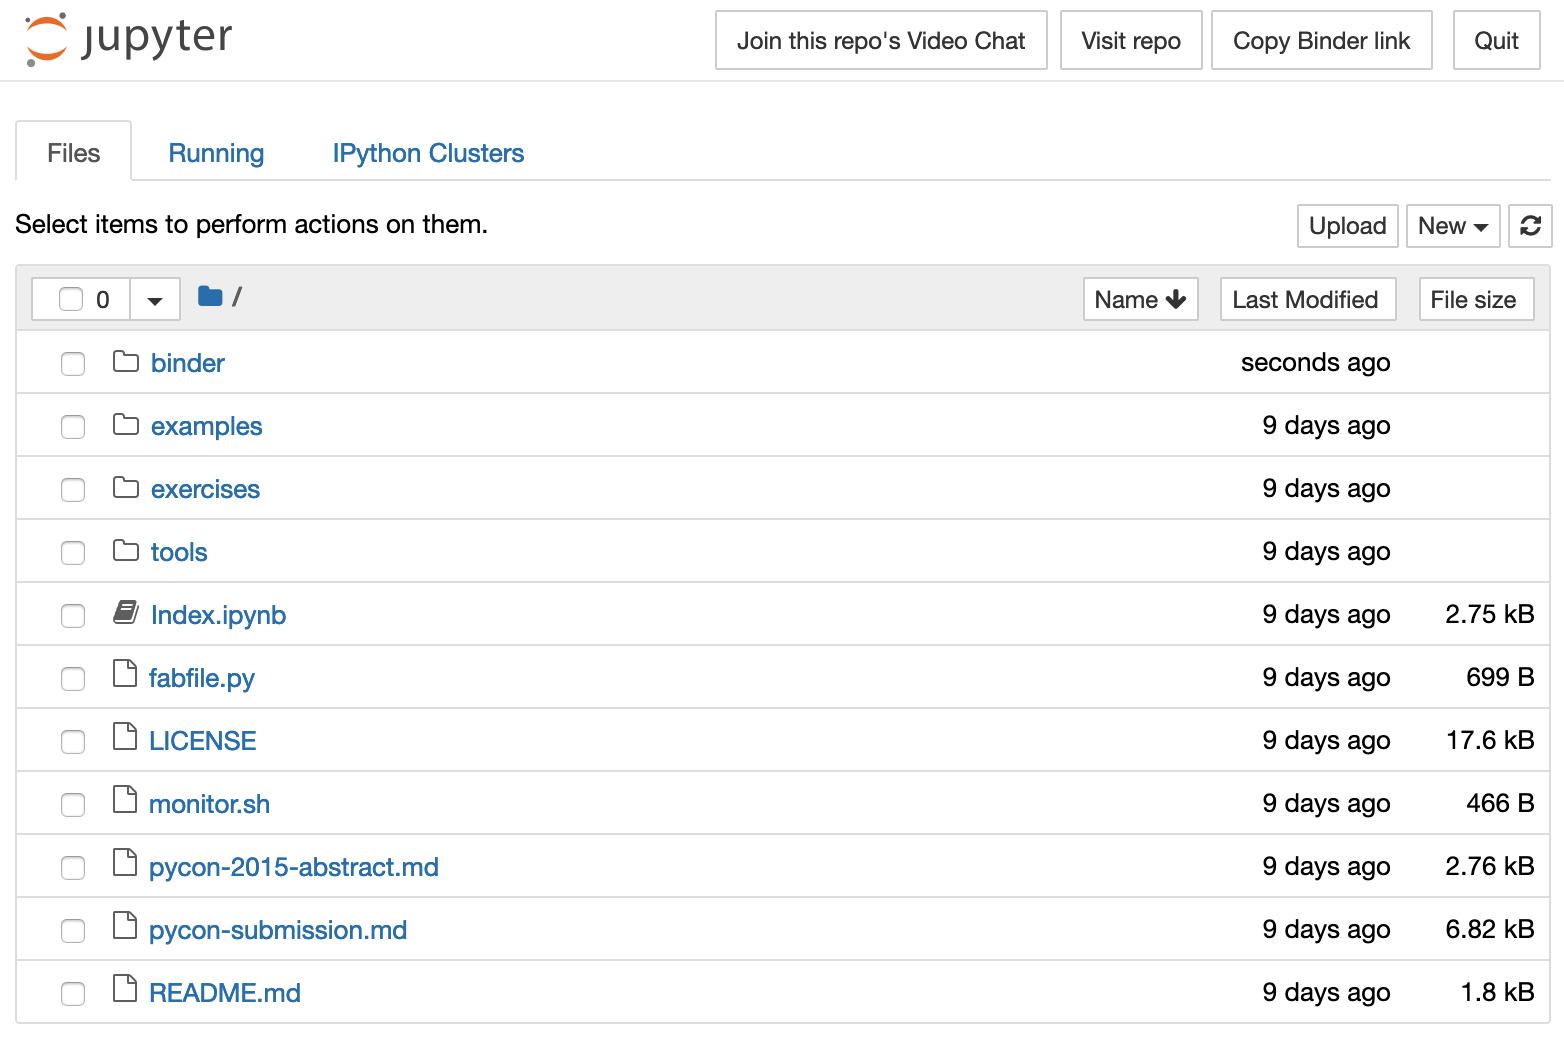 jupyter
Join this repo's Video Chat Visit repo Copy Binder link Quit
Files Running IPython Clusters
Select items to perform actions on them. Upload New
0 / Name Last Modified File size
binder seconds ago
examples 9 days ago
exercises 9 days ago
tools 9 days ago
Index.ipynb 9 days ago 2.75 kB
fabfile.py 9 days ago 699 B
LICENSE 9 days ago 17.6 kB
monitor.sh 9 days ago 466 B
pycon-2015-abstract.md 9 days ago 2.76 kB
pycon-submission.md 9 days ago 6.82 kB
README.md 9 days ago 1.8 kB